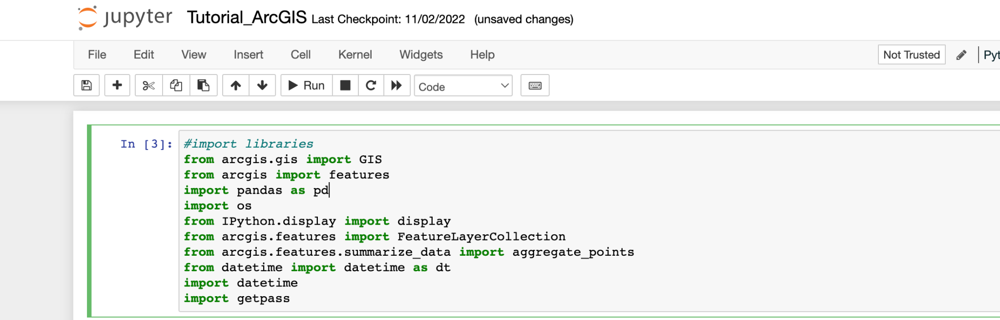 jupyter Tutorial_ArcGIS Last Checkpoint: 11/02/2022 (unsaved changes)
File Edit View Insert Cell Kernel Widgets Help Not Trusted Pyt
Run Code
In [3]: #import libraries
from arcgis.gis import GIS
from arcgis import features
import pandas as pd
import os
from IPython.display import display
from arcgis.features import FeatureLayerCollection
from arcgis.features.summarize_data import aggregate_points
from datetime import datetime as dt
import datetime
import getpass